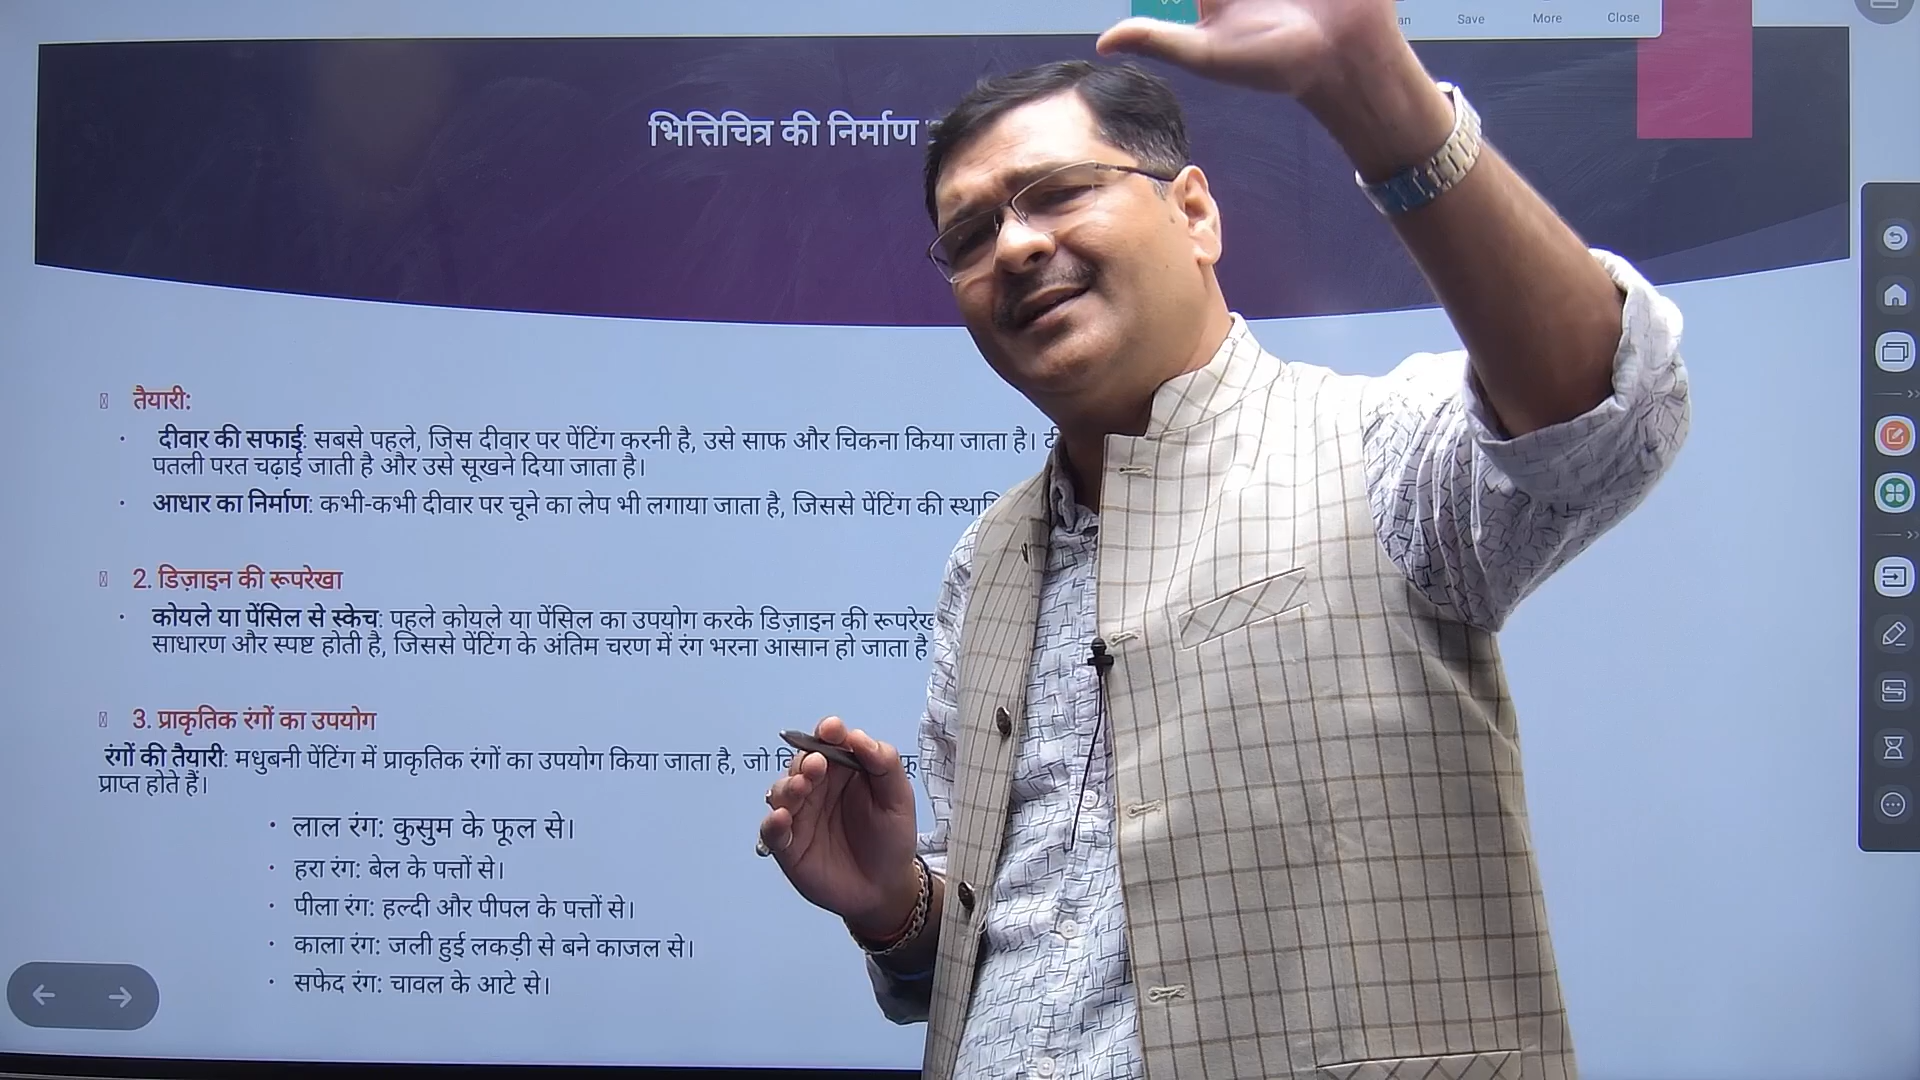 Save More Close
भित्तिचित्र की निर्माण
तैयारी:
· दीवार की सफाई: सबसे पहले, जिस दीवार पर पेंटिंग करनी है, उसे साफ और चिकना किया जाता है।
पतली परत चढ़ाई जाती है और उसे सूखने दिया जाता है।
· आधार का निर्माण: कभी-कभी दीवार पर चूने का लेप भी लगाया जाता है, जिससे पेंटिंग की
2. डिज़ाइन की रूपरेखा
· कोयले या पेंसिल से स्केच: पहले कोयले या पेंसिल का उपयोग करके डिज़ाइन की
साधारण और स्पष्ट होती है, जिससे पेंटिंग के अंतिम चरण में रंग भरना आसान हो जाता है
3. प्राकृतिक रंगों का उपयोग
रंगों की तैयारी: मधुबनी पेंटिंग में प्राकृतिक रंगों का उपयोग किया जाता है, जो
प्राप्त होते हैं।
· लाल रंग: कुसुम के फूल से।
· हरा रंग: बेल के पत्तों से।
· पीला रंग: हल्दी और पीपल के पत्तों से।
· काला रंग: जली हुई लकड़ी से बने काजल से।
· सफेद रंग: चावल के आटे से।